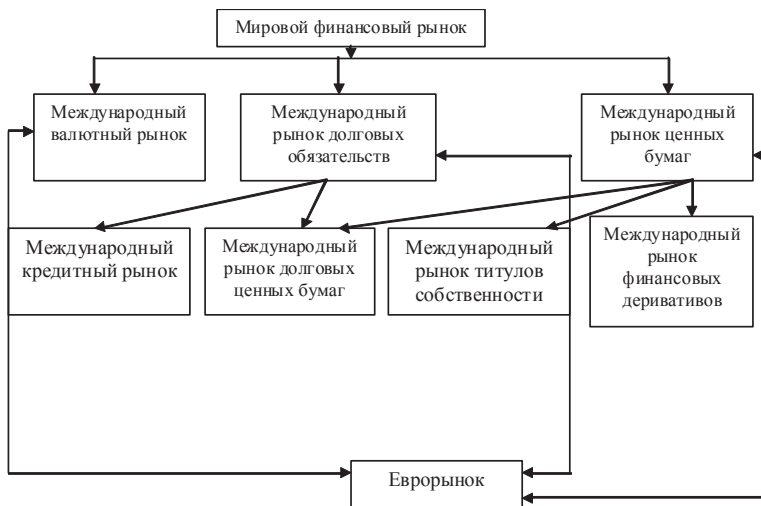 Мировой финансовый рынок
Международный
валютный рынок
Международный
рынок долговых
обязательств
Международный
рынок ценных
бумаг
Международный
кредитный рынок
Международный
рынок долговых
ценных бумаг
Международный
рынок титулов
собственности
Международный
рынок
финансовых
деривативов
Еврорынок